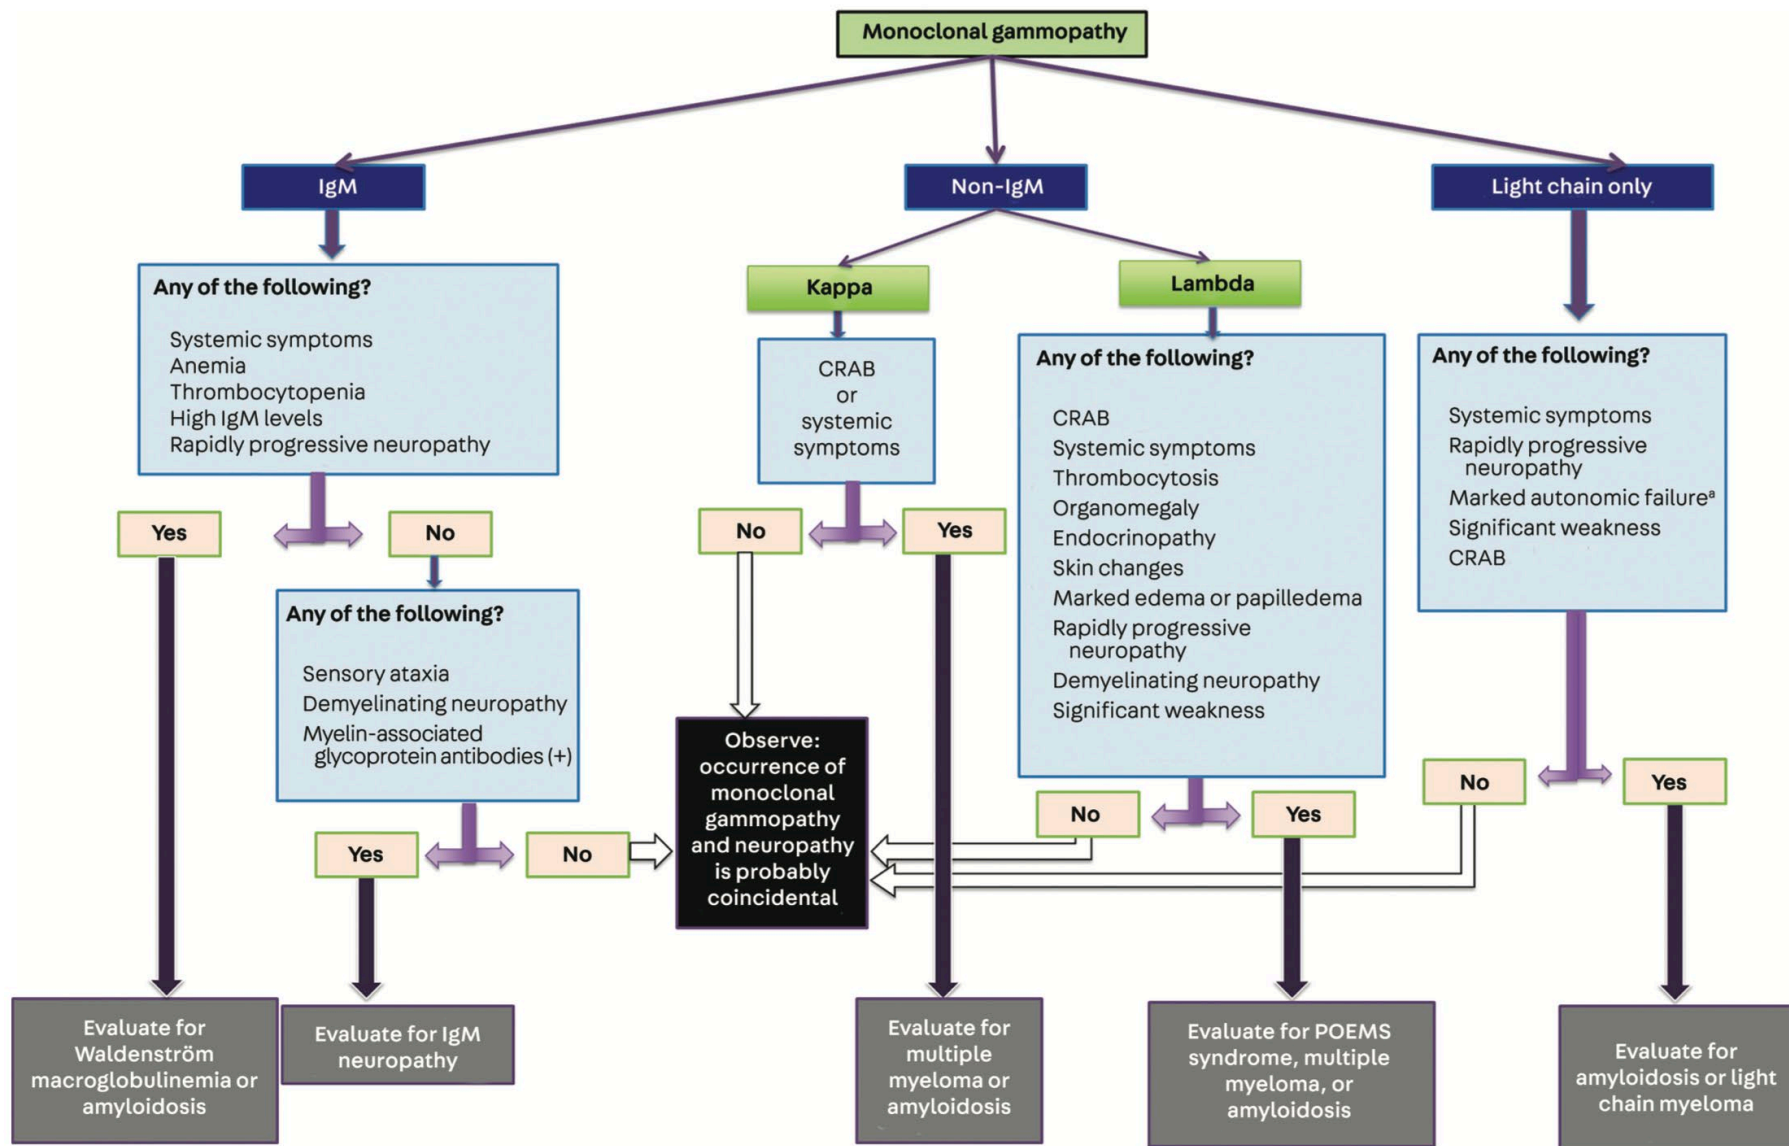 Monoclonal gammopathy
IgM
Non-IgM
Light chain only
Any of the following?
Systemic symptoms
Anemia
Thrombocytopenia
High IgM levels
Rapidly progressive neuropathy
Yes
No
Any of the following?
Sensory ataxia
Demyelinating neuropathy
Myelin-associated
glycoprotein antibodies (+)
Yes
No
Kappa
CRAB
or
systemic
symptoms
No
Yes
Lambda
Any of the following?
CRAB
Systemic symptoms
Thrombocytosis
Organomegaly
Endocrinopathy
Skin changes
Marked edema or papilledema
Rapidly progressive
neuropathy
Demyelinating neuropathy
Significant weakness
No
Yes
Any of the following?
Systemic symptoms
Rapidly progressive
neuropathy
Marked autonomic failureᵃ
Significant weakness
CRAB
No
Yes
Observe:
occurrence of
monoclonal
gammopathy
and neuropathy
is probably
coincidental
Evaluate for
Waldenström
macroglobulinemia or
amyloidosis
Evaluate for IgM
neuropathy
Evaluate for
multiple
myeloma or
amyloidosis
Evaluate for POEMS
syndrome, multiple
myeloma, or
amyloidosis
Evaluate for
amyloidosis or light
chain myeloma